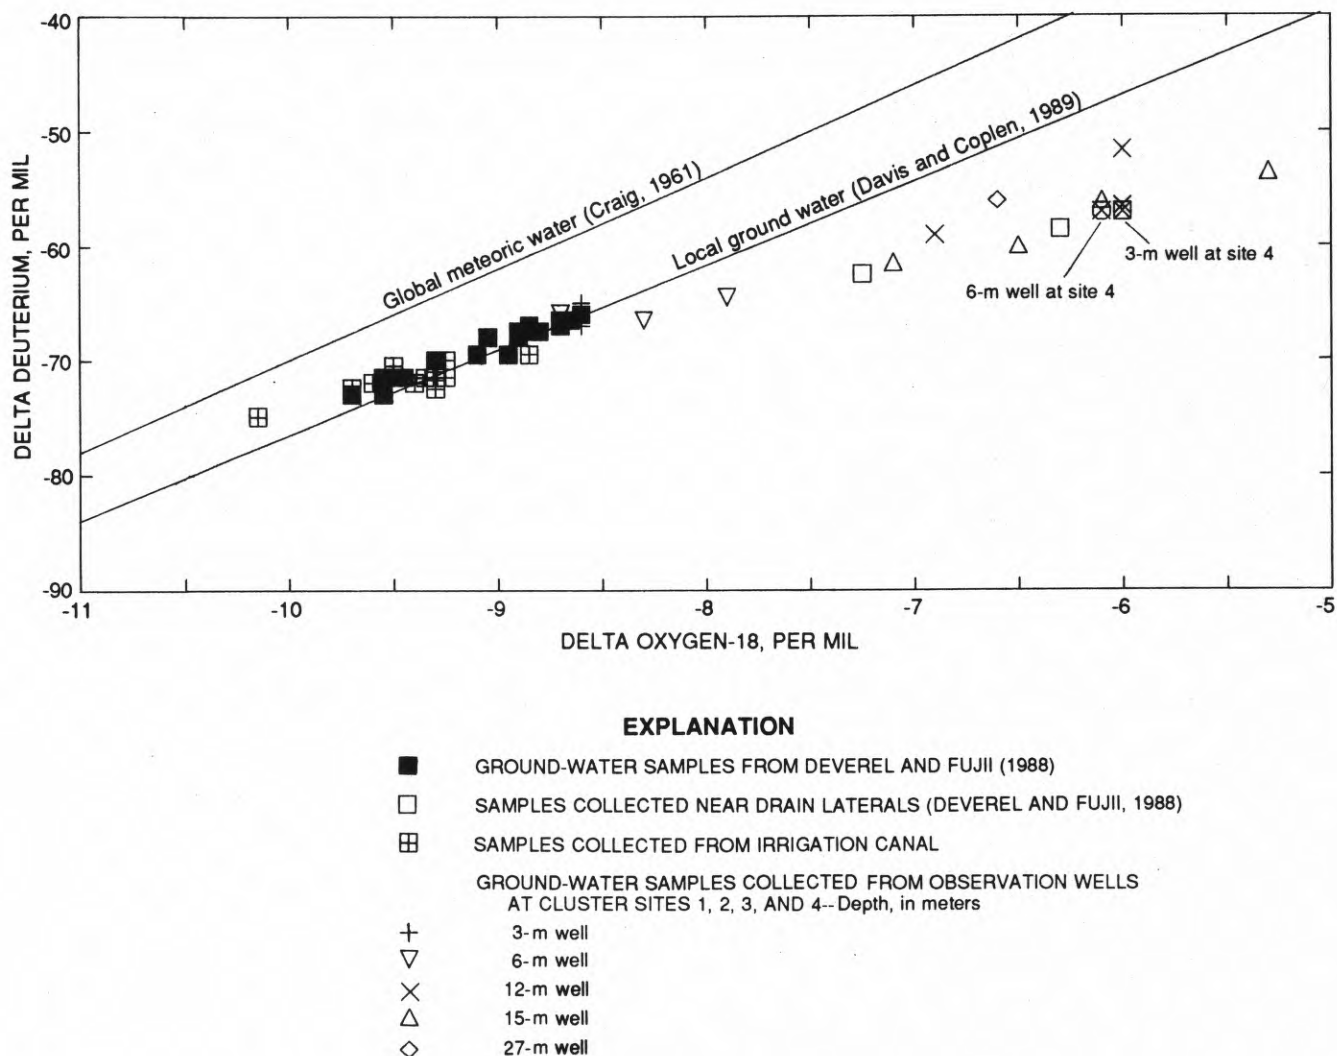 -40
-50
-60
-70
-80
-90
DELTA DEUTERIUM, PER MIL
Global meteoric water (Craig, 1961)
Local ground water (Davis and Coplen, 1989)
3-m well at site 4
6-m well at site 4
-11 -10 -9 -8 -7 -6 -5
DELTA OXYGEN-18, PER MIL
EXPLANATION
GROUND-WATER SAMPLES FROM DEVEREL AND FUJII (1988)
SAMPLES COLLECTED NEAR DRAIN LATERALS (DEVEREL AND FUJII, 1988)
SAMPLES COLLECTED FROM IRRIGATION CANAL
GROUND-WATER SAMPLES COLLECTED FROM OBSERVATION WELLS
AT CLUSTER SITES 1, 2, 3, AND 4--Depth, in meters
3-m well
6-m well
12-m well
15-m well
27-m well